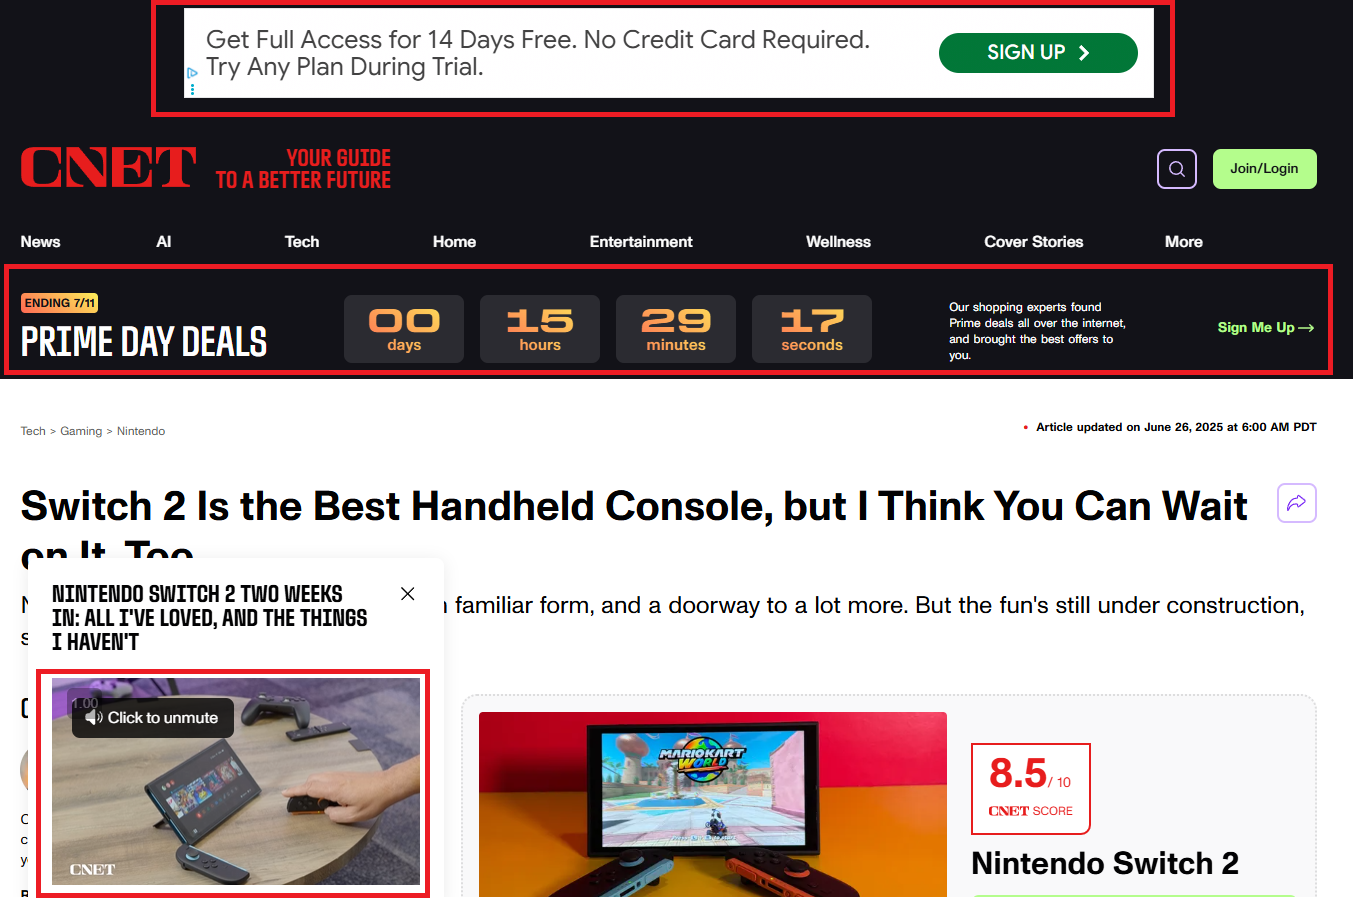 Get Full Access for 14 Days Free. No Credit Card Required.
Try Any Plan During Trial.
SIGN UP
CNET
YOUR GUIDE
TO A BETTER FUTURE
Join/Login
News AI Tech Home Entertainment Wellness Cover Stories More
ENDING 7/11
PRIME DAY DEALS
00 days
15 hours
29 minutes
17 seconds
Our shopping experts found
Prime deals all over the internet,
and brought the best offers to
you.
Sign Me Up
Tech > Gaming > Nintendo
Article updated on June 26, 2025 at 6:00 AM PDT
Switch 2 Is the Best Handheld Console, but I Think You Can Wait
on It, Too
familiar form, and a doorway to a lot more. But the fun's still under construction,
NINTENDO SWITCH 2 TWO WEEKS
IN: ALL I'VE LOVED, AND THE THINGS
I HAVEN'T
1.00
Click to unmute
CNET
MARIOKART
WORLD
8.5 / 10
CNET SCORE
Nintendo Switch 2